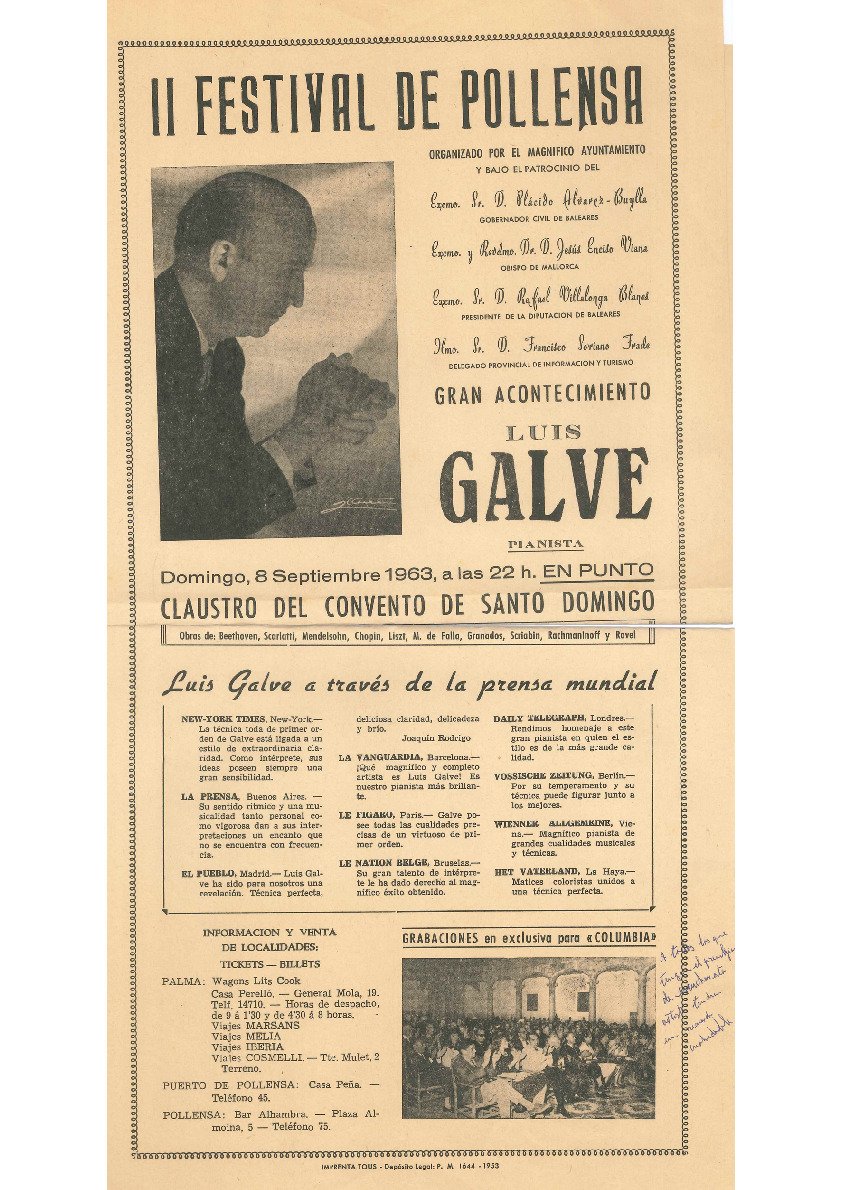 II FESTIVAL DE POLLENSA
ORGANIZADO POR EL MAGNIFICO AYUNTAMIENTO
Y BAJO EL PATROCINIO DEL
Excmo. Sr. D. Plácido Alvarez-Buylla
GOBERNADOR CIVIL DE BALEARES
Excmo. y Rvdmo. Dr. D. Jesús Enciso Viana
OBISPO DE MALLORCA
Excmo. Sr. D. Rafael Villalonga Blanes
PRESIDENTE DE LA DIPUTACION DE BALEARES
Ilmo. Sr. D. Francisco Soriano Frade
DELEGADO PROVINCIAL DE INFORMACION Y TURISMO
GRAN ACONTECIMIENTO
LUIS
GALVE
PIANISTA
Domingo, 8 Septiembre 1963, a las 22 h. EN PUNTO
CLAUSTRO DEL CONVENTO DE SANTO DOMINGO
Obras de: Beethoven, Scarlatti, Mendelsohn, Chopin, Liszt, M. de Falla, Granados, Scriabin, Rachmaninoff y Ravel
Luis Galve a través de la prensa mundial
NEW-YORK TIMES, New-York.—
La técnica toda de primer or-
den de Galve está ligada a un
estilo de extraordinaria cla-
ridad. Como intérprete, sus
ideas poseen siempre una
gran sensibilidad.
LA PRENSA, Buenos Aires. —
Su sentido rítmico y una mu-
sicalidad tanto personal co-
mo vigorosa dan a sus inter-
pretaciones un encanto que
no se encuentra con frecuen-
cia.
EL PUEBLO, Madrid.— Luis Gal-
ve ha sido para nosotros una
revelación. Técnica perfecta.
deliciosa claridad, delicadeza
y brío.
Joaquín Rodrigo
LA VANGUARDIA, Barcelona.—
¡Qué magnífico y completo
artista es Luis Galve! Es
nuestro pianista más brillan-
te.
LE FIGARO, París.— Galve po-
see todas las cualidades pre-
cisas de un virtuoso de pri-
mer orden.
LE NATION BELGE, Bruselas.—
Su gran talento de intérpre-
te le ha dado derecho al mag-
nífico éxito obtenido.
DAILY TELEGRAPH, Londres.—
Rendimos homenaje a este
gran pianista en quien el es-
tilo es de la más grande ca-
lidad.
VOSSISCHE ZEITUNG, Berlín.—
Por su temperamento y su
técnica puede figurar junto a
los mejores.
WIENNER ALLGEMEINE, Vie-
na.— Magnífico pianista de
grandes cualidades musicales
y técnicas.
HET VATERLAND, La Haya.—
Matices coloristas unidos a
una técnica perfecta.
INFORMACION Y VENTA
DE LOCALIDADES:
TICKETS — BILLETS
PALMA: Wagons Lits Cook
Casa Perelló. — General Mola, 19.
Telf. 14710. — Horas de despacho,
de 9 á 1'30 y de 4'30 á 8 horas.
Viajes MARSANS
Viajes MELIA
Viajes IBERIA
Viales COSMELLI. — Tte. Mulet, 2
Terreno.
PUERTO DE POLLENSA: Casa Peña. —
Teléfono 45.
POLLENSA: Bar Alhambra. — Plaza Al-
moina, 5 — Teléfono 75.
GRABACIONES en exclusiva para «COLUMBIA»
A todos los que
el
de
IMPRENTA TOUS - Depósito Legal: P. M. 1644 - 1953